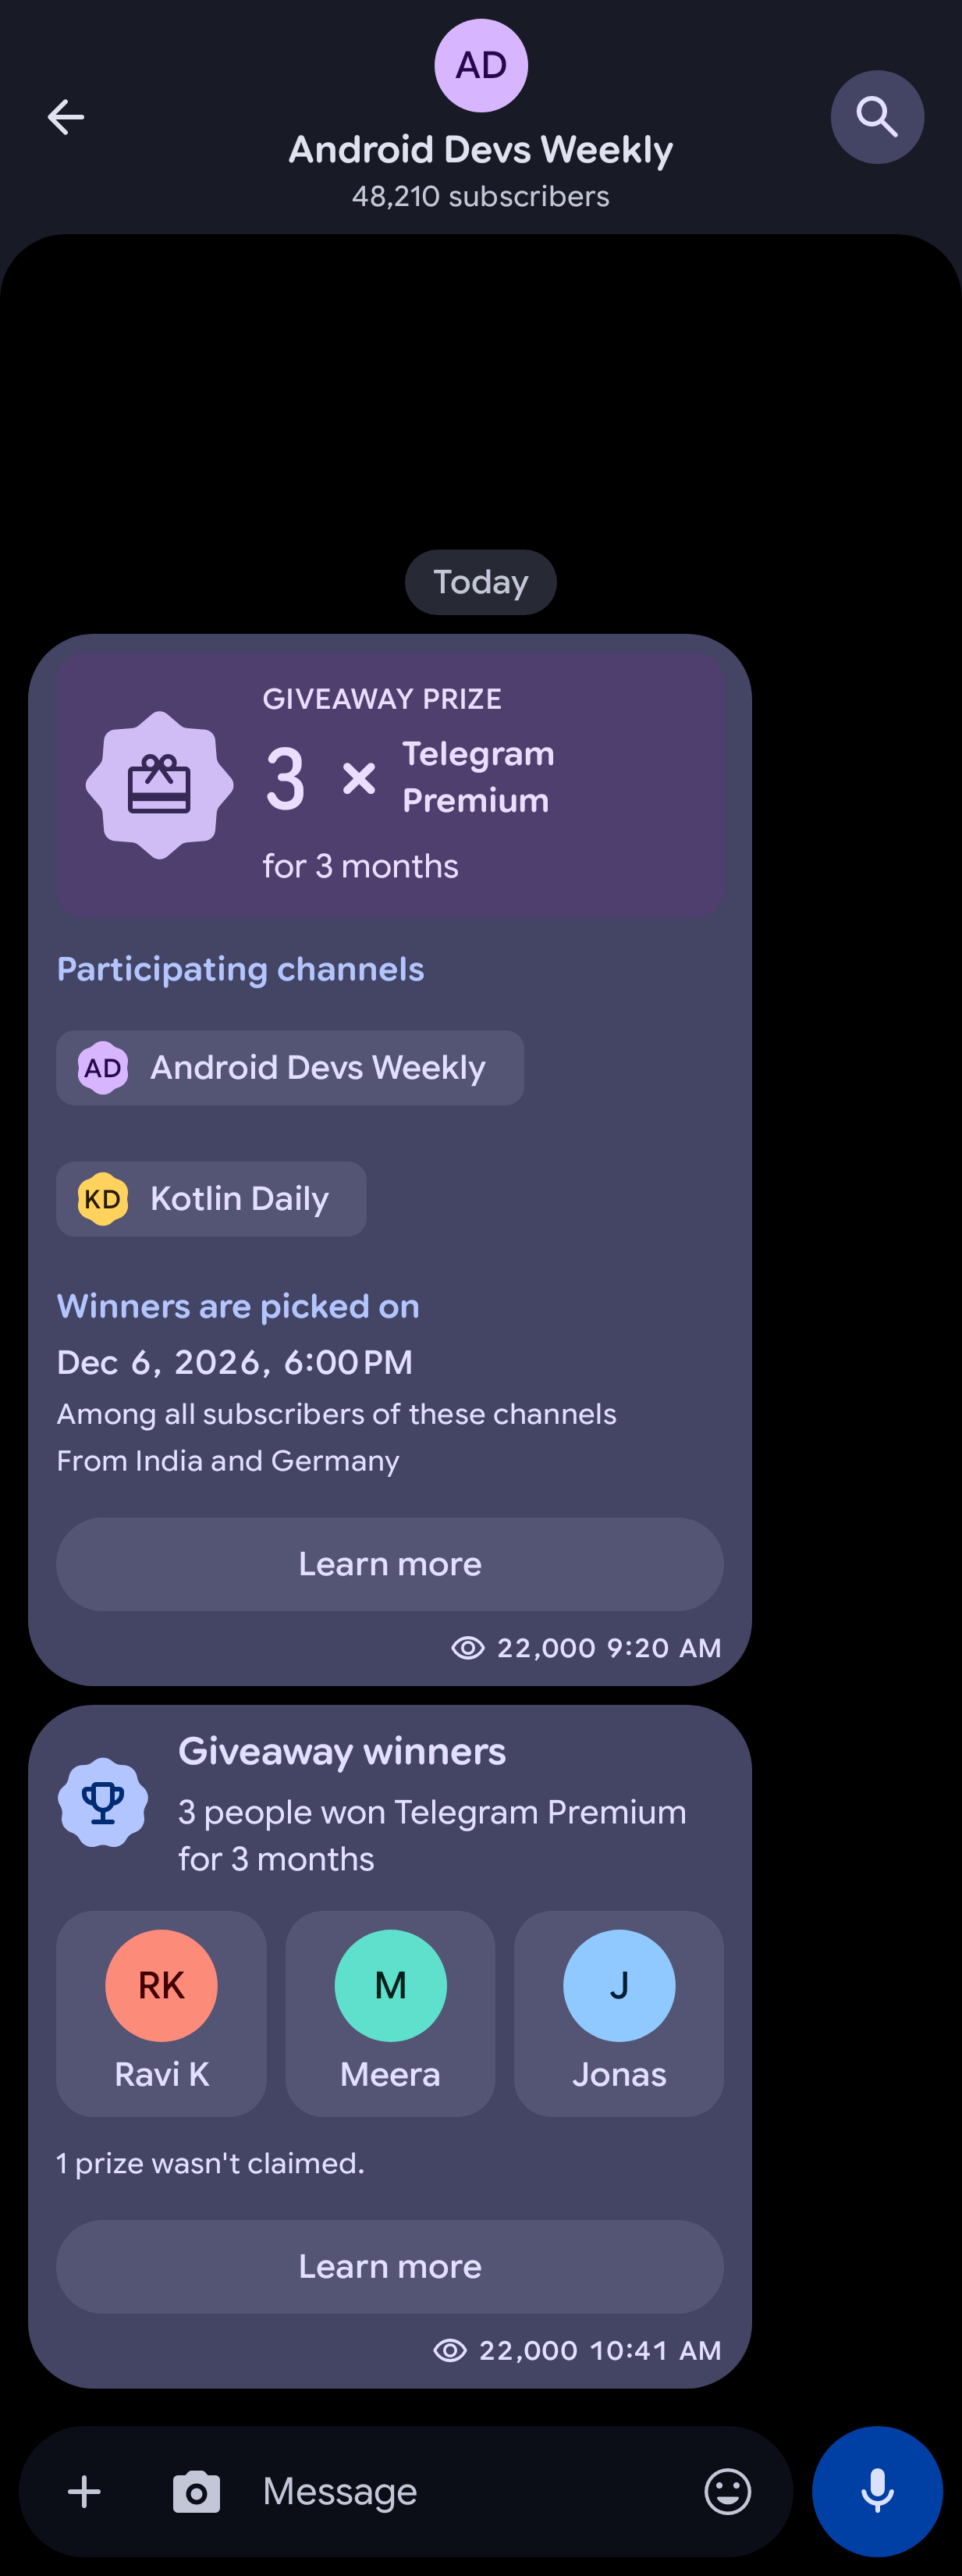 AD
Android Devs Weekly
48,210 subscribers
Today
GIVEAWAY PRIZE
3 × Telegram
Premium
for 3 months
Participating channels
AD Android Devs Weekly
KD Kotlin Daily
Winners are picked on
Dec 6, 2026, 6:00 PM
Among all subscribers of these channels
From India and Germany
Learn more
22,000 9:20 AM
Giveaway winners
3 people won Telegram Premium
for 3 months
RK M J
Ravi K Meera Jonas
1 prize wasn't claimed.
Learn more
22,000 10:41 AM
Message